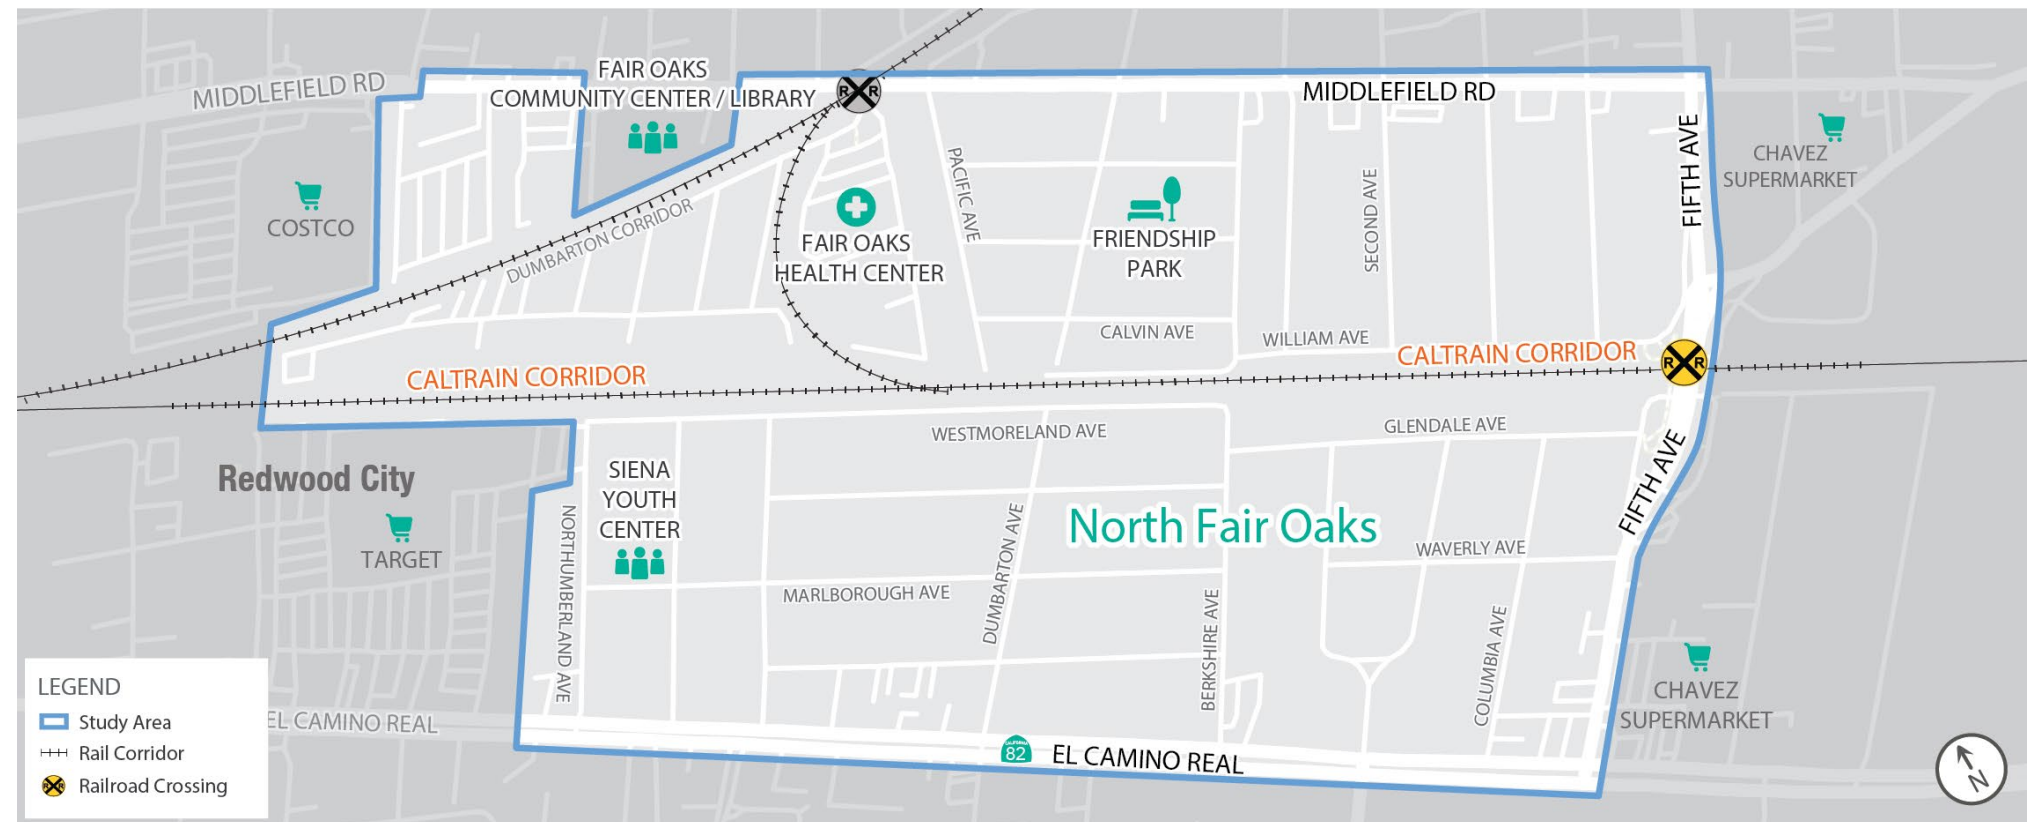 MIDDLEFIELD RD
FAIR OAKS
COMMUNITY CENTER / LIBRARY
R R
MIDDLEFIELD RD
FIFTH AVE
CHAVEZ
SUPERMARKET
COSTCO
DUMBARTON CORRIDOR
FAIR OAKS
HEALTH CENTER
PACIFIC AVE
FRIENDSHIP
PARK
SECOND AVE
CALVIN AVE
WILLIAM AVE
CALTRAIN CORRIDOR
CALTRAIN CORRIDOR
R R
WESTMORELAND AVE
GLENDALE AVE
Redwood City
TARGET
SIENA
YOUTH
CENTER
NORTHUMBERLAND AVE
MARLBOROUGH AVE
DUMBARTON AVE
North Fair Oaks
BERKSHIRE AVE
WAVERLY AVE
COLUMBIA AVE
FIFTH AVE
CHAVEZ
SUPERMARKET
EL CAMINO REAL
CALIFORNIA
82
EL CAMINO REAL
LEGEND
Study Area
Rail Corridor
R R
Railroad Crossing
N